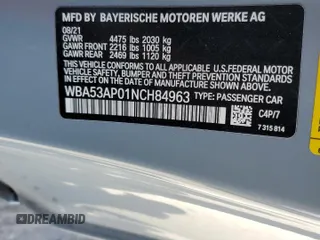 MFD BY BAYERISCHE MOTOREN WERKE AG
08/21
GVWR 4475 lbs 2030 kg
GAWR FRONT 2216 lbs 1005 kg
GAWR REAR 2469 lbs 1120 kg
THIS VEHICLE CONFORMS TO ALL APPLICABLE U.S.FEDERAL
MOTOR VEHICLE SAFETY, BUMPER, AND THEFT PREVENTION
STANDARDS IN EFFECT ON THE DATE OF MANUFACTURE SHOWN ABOVE.
WBA53AP01NCH84963 TYPE: PASSENGER CAR
C4P/7
7 315 814
DREAMBID